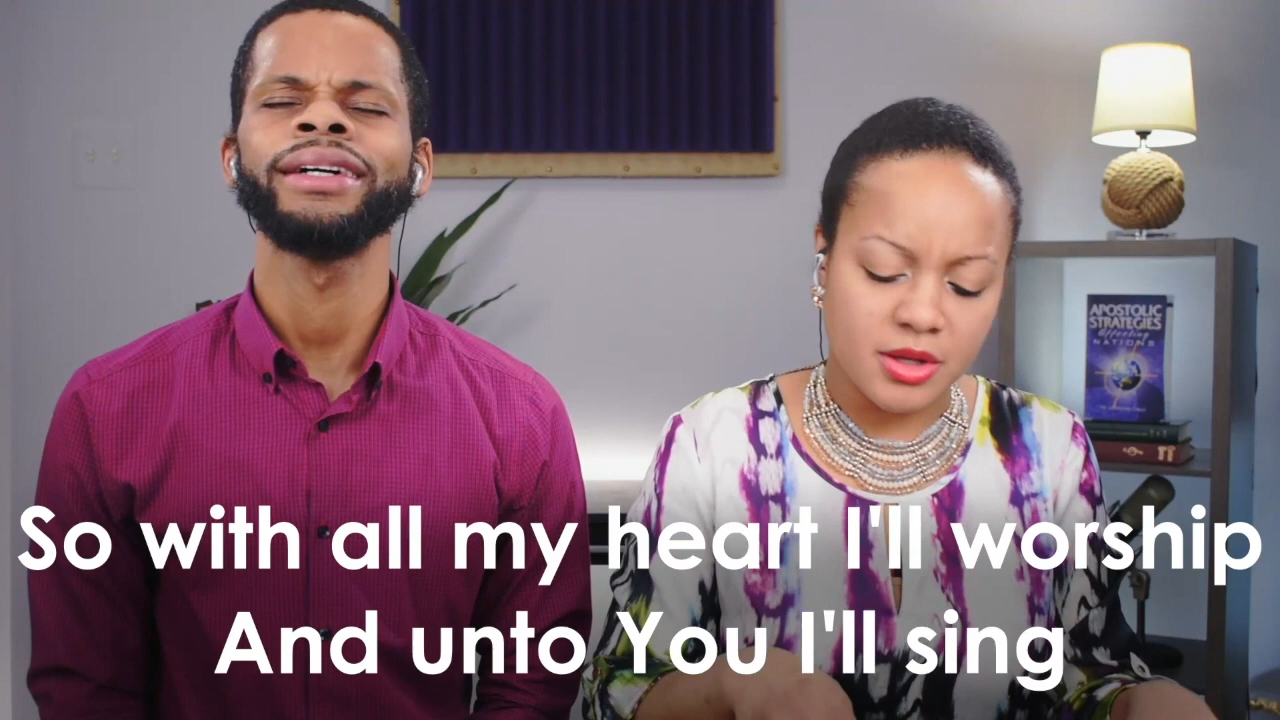 So with all my heart I'll worship
And unto You I'll sing
APOSTOLIC
STRATEGIES
Affecting
NATIONS